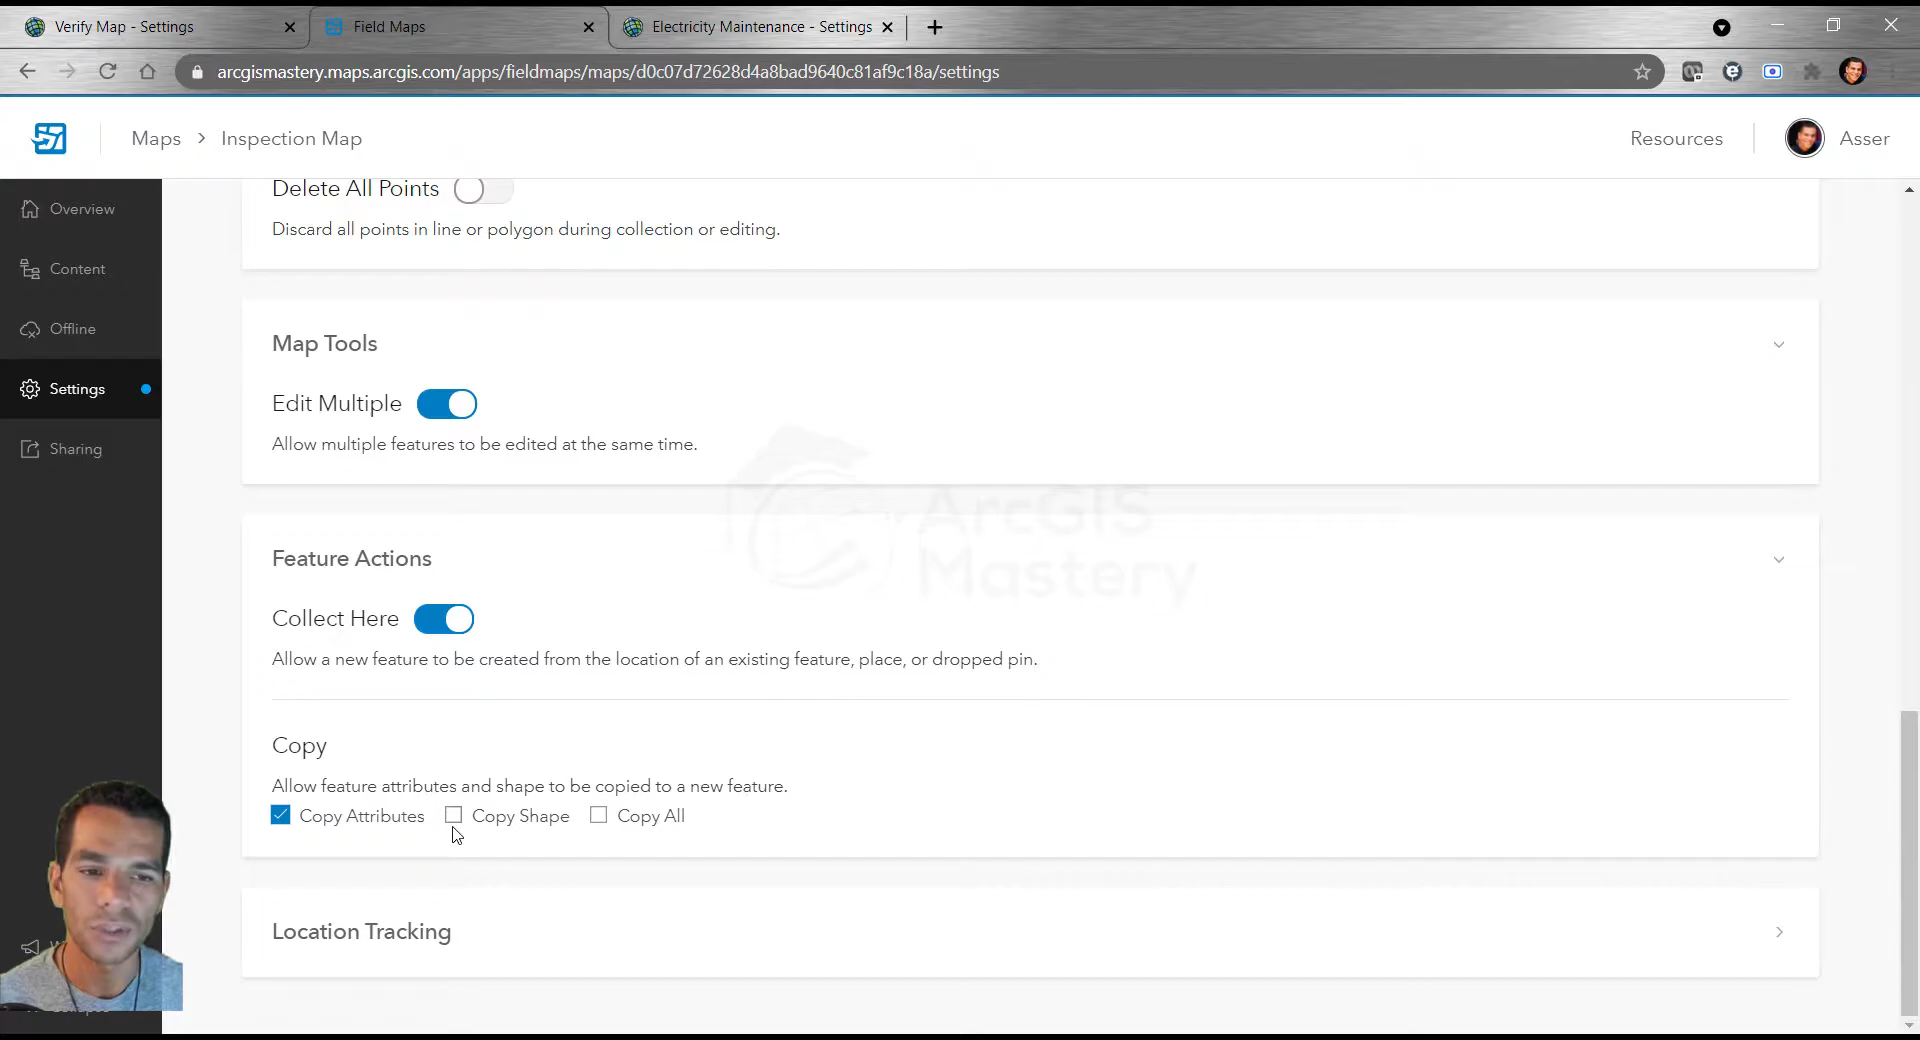 Verify Map - Settings
Field Maps
Electricity Maintenance - Settings
arcgismastery.maps.arcgis.com/apps/fieldmaps/maps/d0c07d72628d4a8bad9640c81af9c18a/settings
Maps > Inspection Map
Resources
Asser
Overview
Content
Offline
Settings
Sharing
Delete All Points
Discard all points in line or polygon during collection or editing.
Map Tools
Edit Multiple
Allow multiple features to be edited at the same time.
ArcGIS
Mastery
Feature Actions
Collect Here
Allow a new feature to be created from the location of an existing feature, place, or dropped pin.
Copy
Allow feature attributes and shape to be copied to a new feature.
Copy Attributes
Copy Shape
Copy All
Location Tracking